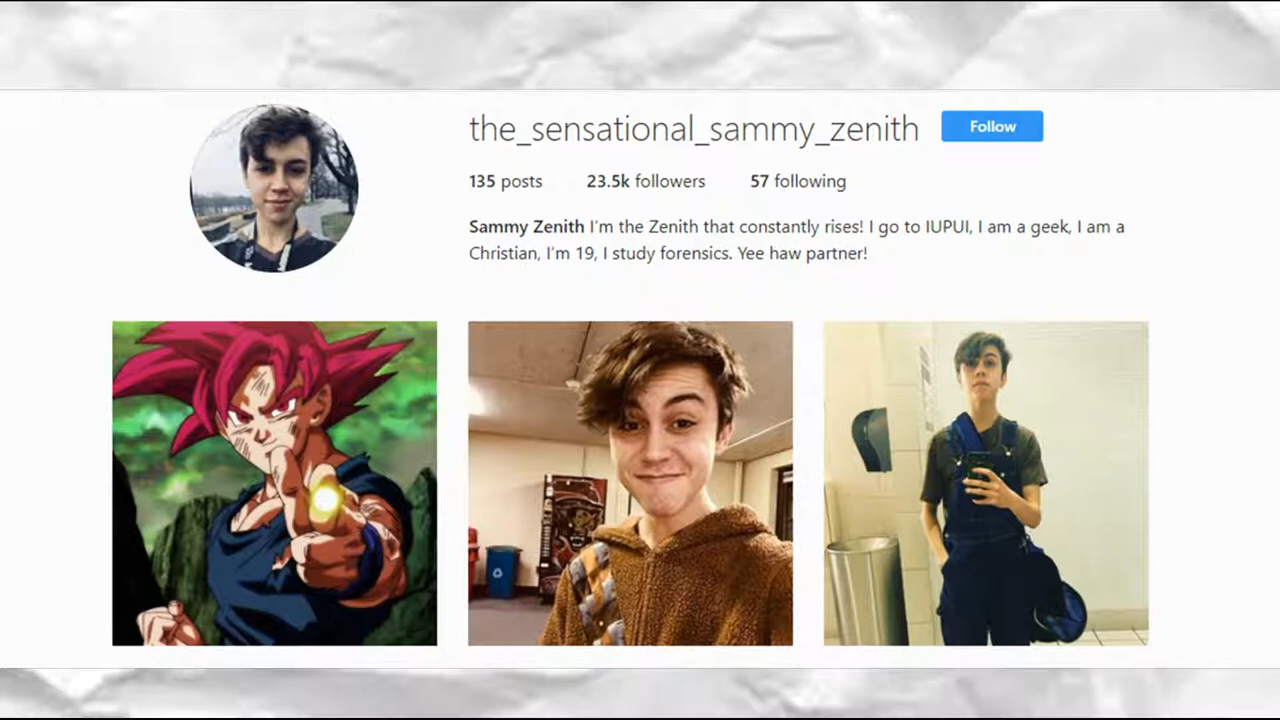 the_sensational_sammy_zenith
Follow
135 posts 23.5k followers 57 following
Sammy Zenith I'm the Zenith that constantly rises! I go to IUPUI, I am a geek, I am a
Christian, I'm 19, I study forensics. Yee haw partner!